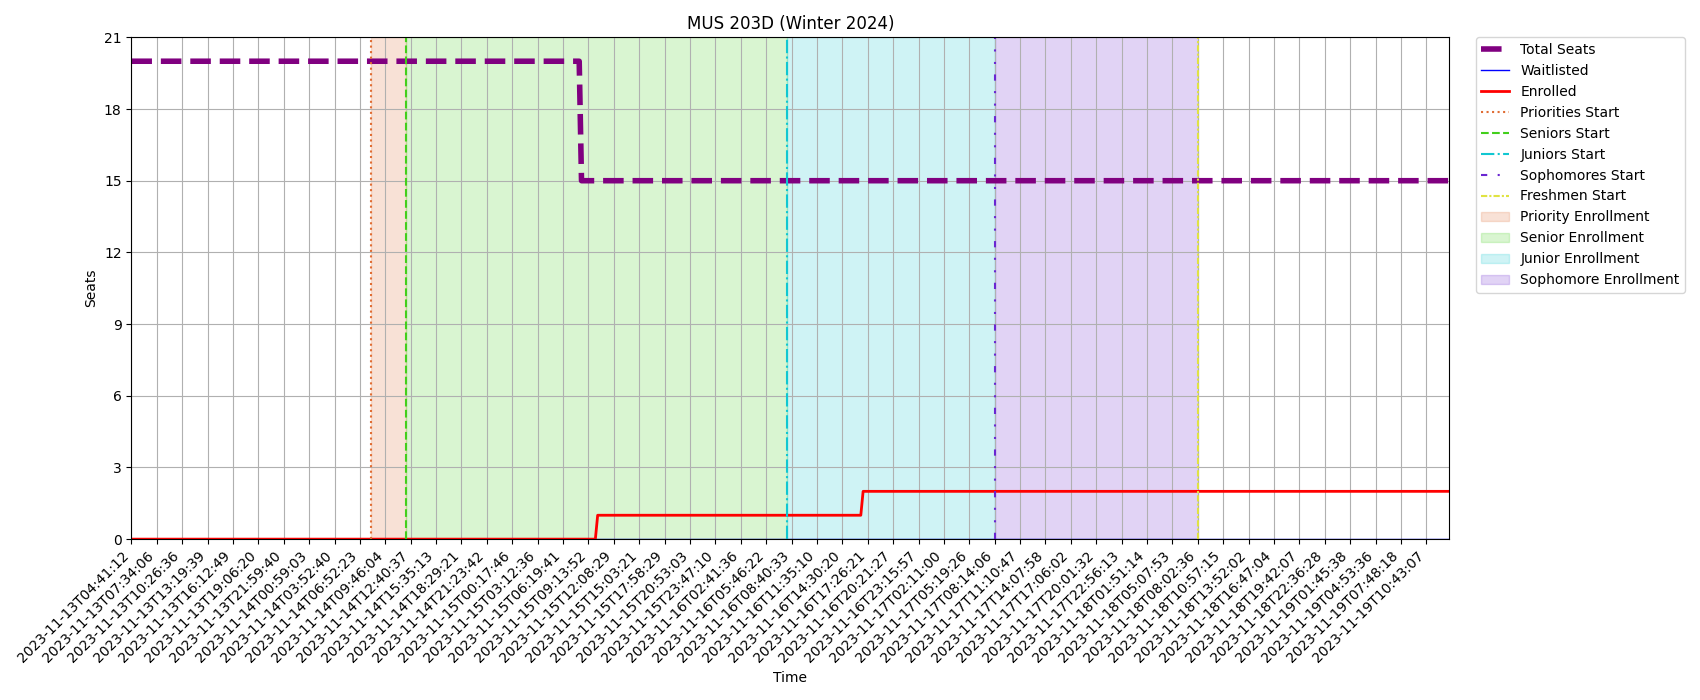 MUS 203D (Winter 2024)
21
18
15
12
9
6
3
0
Seats
2023-11-13T04:41:12
2023-11-13T07:34:06
2023-11-13T10:26:36
2023-11-13T13:19:39
2023-11-13T16:12:49
2023-11-13T19:06:20
2023-11-13T21:59:40
2023-11-14T00:59:03
2023-11-14T03:52:40
2023-11-14T06:52:23
2023-11-14T09:46:04
2023-11-14T12:40:37
2023-11-14T15:35:13
2023-11-14T18:29:21
2023-11-14T21:23:42
2023-11-15T00:17:46
2023-11-15T03:12:36
2023-11-15T06:19:41
2023-11-15T09:13:52
2023-11-15T12:08:29
2023-11-15T15:03:21
2023-11-15T17:58:29
2023-11-15T20:53:03
2023-11-15T23:47:10
2023-11-16T02:41:36
2023-11-16T05:46:22
2023-11-16T08:40:33
2023-11-16T11:35:10
2023-11-16T14:30:20
2023-11-16T17:26:21
2023-11-16T20:21:27
2023-11-16T23:15:57
2023-11-17T02:11:00
2023-11-17T05:19:26
2023-11-17T08:14:06
2023-11-17T11:10:47
2023-11-17T14:07:58
2023-11-17T17:06:02
2023-11-17T20:01:32
2023-11-17T22:56:13
2023-11-18T01:51:14
2023-11-18T05:07:53
2023-11-18T08:02:36
2023-11-18T10:57:15
2023-11-18T13:52:02
2023-11-18T16:47:04
2023-11-18T19:42:07
2023-11-18T22:36:28
2023-11-19T01:45:38
2023-11-19T04:53:36
2023-11-19T07:48:18
2023-11-19T10:43:07
Time
Total Seats
Waitlisted
Enrolled
Priorities Start
Seniors Start
Juniors Start
Sophomores Start
Freshmen Start
Priority Enrollment
Senior Enrollment
Junior Enrollment
Sophomore Enrollment